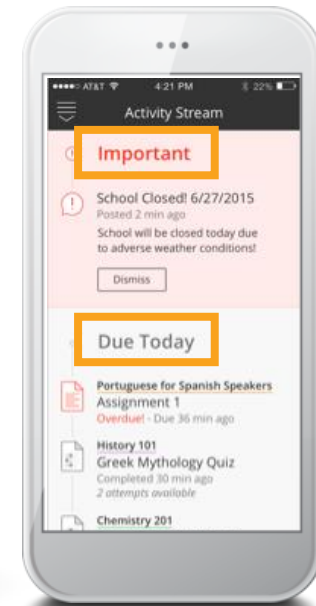 AT&T 4:21 PM 22%
Activity Stream
Important
School Closed! 6/27/2015
Posted 2 min ago
School will be closed today due
to adverse weather conditions!
Dismiss
Due Today
Portuguese for Spanish Speakers
Assignment 1
Overdue! - Due 36 min ago
History 101
Greek Mythology Quiz
Completed 30 min ago
2 attempts available
Chemistry 201